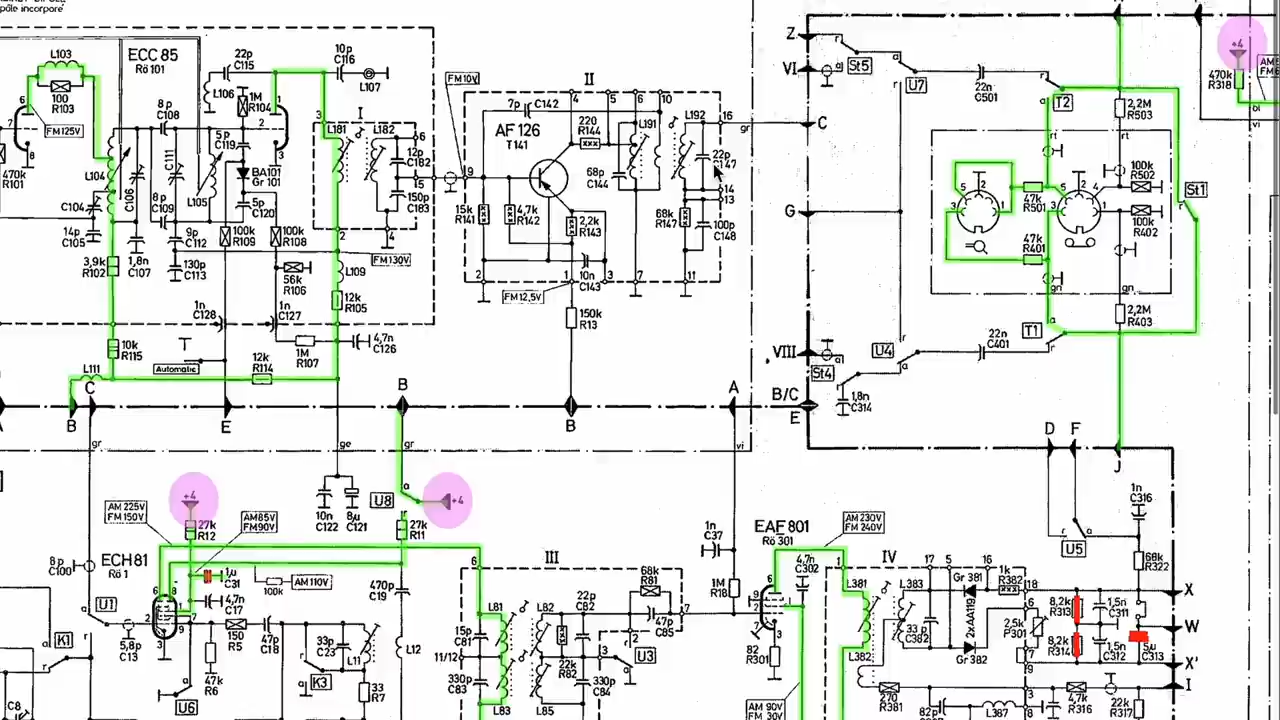 pôle incorpore'
L103
100
R103
FM125V
470k
R101
L104
C104
14p
C105
3,9k
R102
C106
1,8n
C107
10k
R115
L111
ECC 85
Rö 101
8p
C108
C111
8p
C109
9p
C112
130p
C113
L105
L106
22p
C115
1M
R104
5p
C119
BA101
Gr 101
5p
C120
100k
R109
100k
R108
56k
R106
1n
C128
1n
C127
1M
R107
T
Automatic
12k
R114
10p
C116
L107
I
L181
L182
12p
C182
150p
C183
FM130V
L109
12k
R105
4,7n
C126
FM10V
II
7p C142
AF 126
T141
220
R144
15k
R141
4,7k
R142
2,2k
R143
10n
C143
FM12,5V
150k
R13
L191
68p
C144
L192
22p
C147
68k
R147
100p
C148
gr
Z
VI
C
G
VIII
B/C
E
St5
U7
22n
C501
T2
2,2M
R503
100k
R502
47k
R501
100k
R402
47k
R401
St1
2,2M
R403
T1
U4
22n
C401
St4
1,8n
C314
+4
470k
R318
B
C
E
B
B
A
gr
ge
gr
vi
D
F
J
AM 225V
FM 150V
+4
27k
R12
AM85V
FM90V
ECH 81
Rö 1
8p
C100
U1
K1
5,8p
C13
1µ
C31
4,7n
C17
150
R5
47p
C18
47k
R6
U6
C8
100k
AM110V
33p
C23
L11
K3
33
R7
10n
C122
8µ
C121
U8
+4
27k
R11
470p
C19
L12
III
L81
L82
15p
C81
11/12
330p
C83
L83
22p
C82
22k
R82
330p
C84
L85
68k
R81
47p
C85
U3
1n
C37
1M
R18
EAF 801
Rö 301
AM 230V
FM 240V
4,7n
C302
82
R301
AM 90V
FM 30V
IV
L381
L382
L383
33p
C382
Gr 381
2xAA119
Gr 382
1k
R382
2,5k
P301
270
R381
82p
L387
8,2k
R313
8,2k
R314
1,5n
C311
1,5n
C312
5µ
C313
4,7k
R316
22k
R317
1n
C316
U5
68k
R322
X
W
X'
I